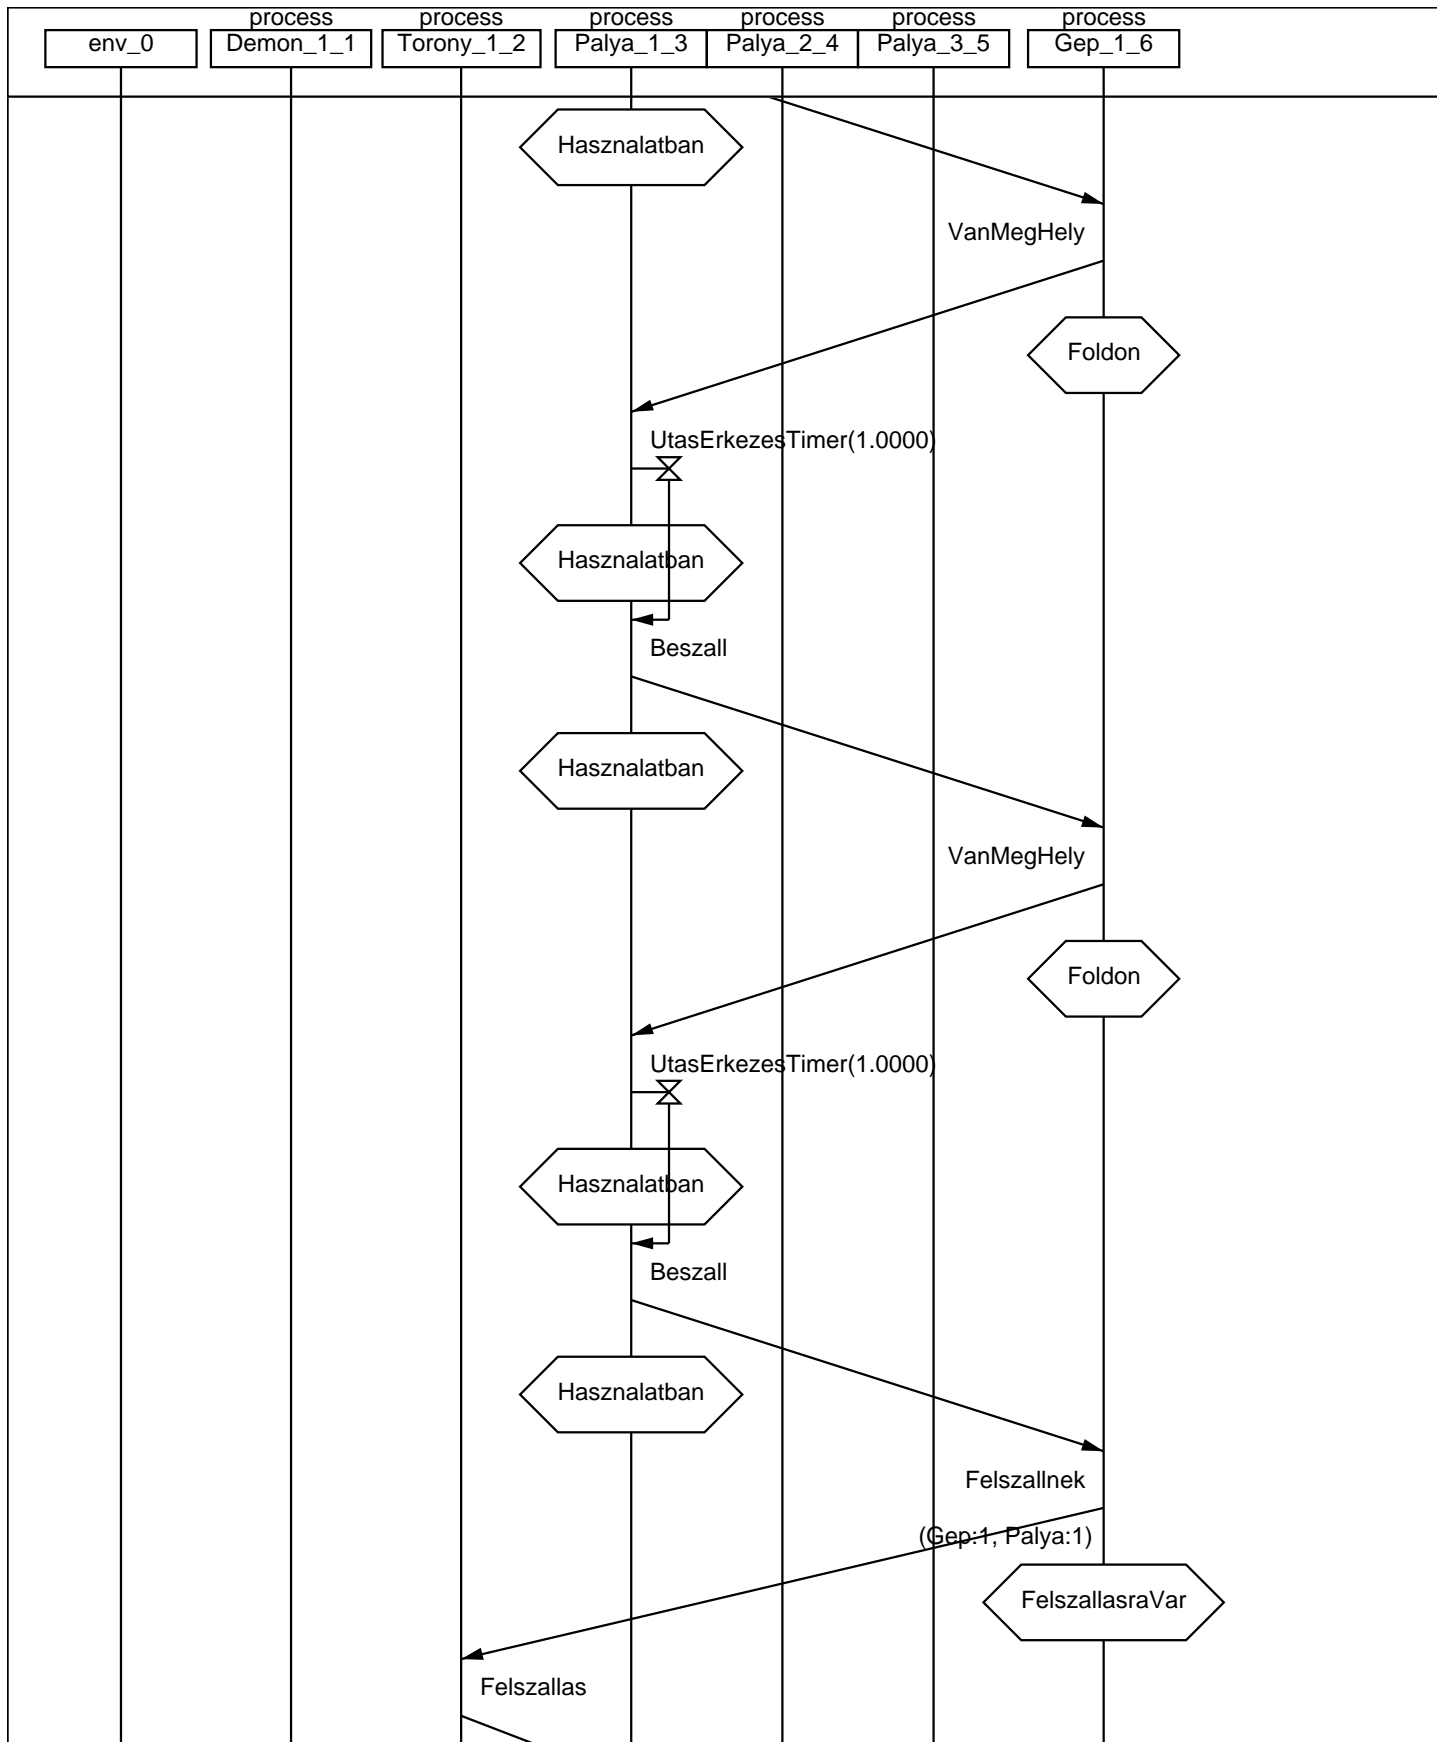 process process process process process process
env_0 Demon_1_1 Torony_1_2 Palya_1_3 Palya_2_4 Palya_3_5 Gep_1_6
Hasznalatban
VanMegHely
Foldon
UtasErkezesTimer(1.0000)
Hasznalatban
Beszall
Hasznalatban
VanMegHely
Foldon
UtasErkezesTimer(1.0000)
Hasznalatban
Beszall
Hasznalatban
Felszallnek
(Gep:1, Palya:1)
FelszallasraVar
Felszallas